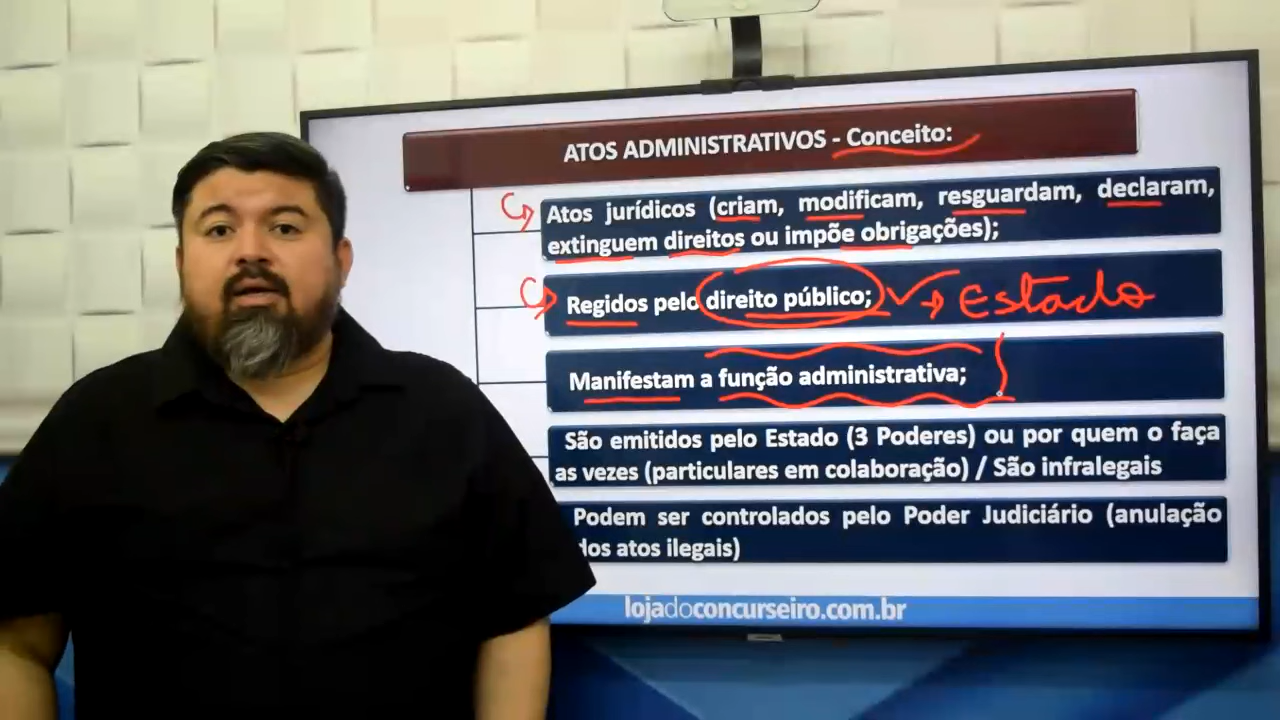 ATOS ADMINISTRATIVOS - Conceito:
Atos jurídicos (criam, modificam, resguardam, declaram,
extinguem direitos ou impõe obrigações);
Regidos pelo direito público; Estado
Manifestam a função administrativa;
São emitidos pelo Estado (3 Poderes) ou por quem o faça
as vezes (particulares em colaboração) / São infralegais
Podem ser controlados pelo Poder Judiciário (anulação
dos atos ilegais)
lojadoconcurseiro.com.br